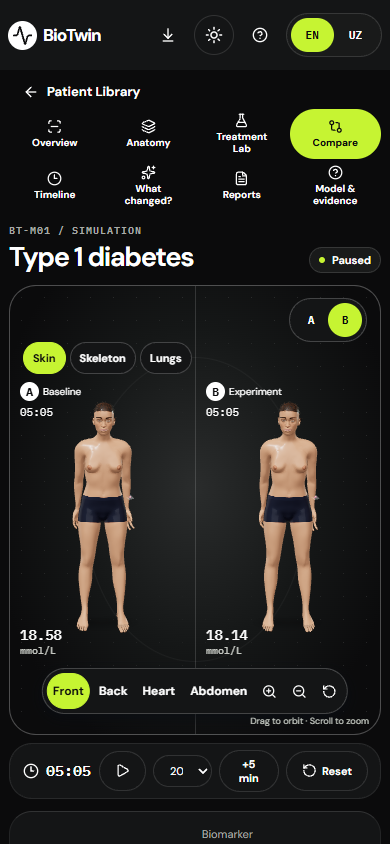 BioTwin
EN
UZ
Patient Library
Overview
Anatomy
Treatment
Lab
Compare
Timeline
What
changed?
Reports
Model &
evidence
BT-M01 / SIMULATION
Type 1 diabetes
Paused
A
B
Skin
Skeleton
Lungs
A Baseline
05:05
B Experiment
05:05
18.58
mmol/L
18.14
mmol/L
Front
Back
Heart
Abdomen
Drag to orbit · Scroll to zoom
05:05
20
+5
min
Reset
Biomarker